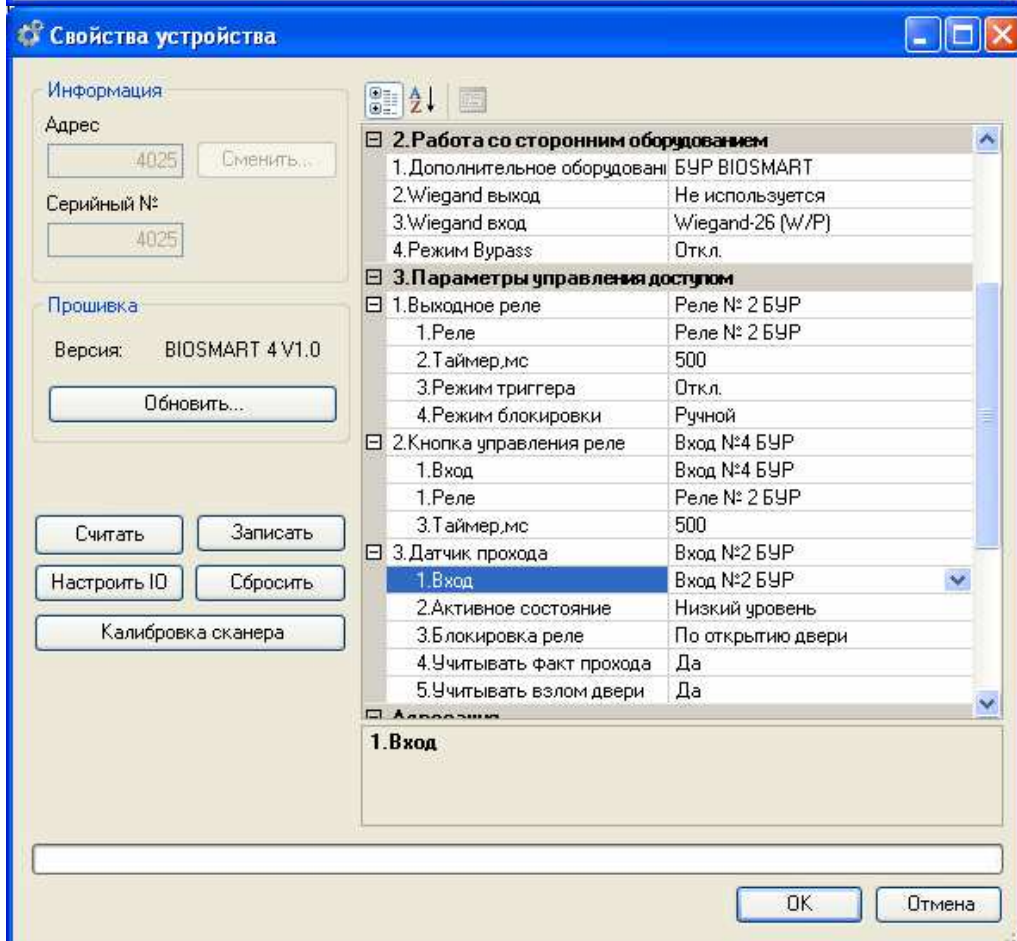 Свойства устройства
Информация
Адрес
4025 Сменить...
Серийный №
4025
Прошивка
Версия: BIOSMART 4 V1.0
Обновить...
Считать Записать
Настроить IO Сбросить
Калибровка сканера
2.Работа со сторонним оборудованием
1.Дополнительное оборудовани БУР BIOSMART
2.Wiegand выход Не используется
3.Wiegand вход Wiegand-26 (W/P)
4.Режим Bypass Откл.
3.Параметры управления доступом
1.Выходное реле Реле № 2 БУР
1.Реле Реле № 2 БУР
2.Таймер,мс 500
3.Режим триггера Откл.
4.Режим блокировки Ручной
2.Кнопка управления реле Вход №4 БУР
1.Вход Вход №4 БУР
1.Реле Реле № 2 БУР
3.Таймер,мс 500
3.Датчик прохода Вход №2 БУР
1.Вход Вход №2 БУР
2.Активное состояние Низкий уровень
3.Блокировка реле По открытию двери
4.Учитывать факт прохода Да
5.Учитывать взлом двери Да
Адресация
1.Вход
OK Отмена